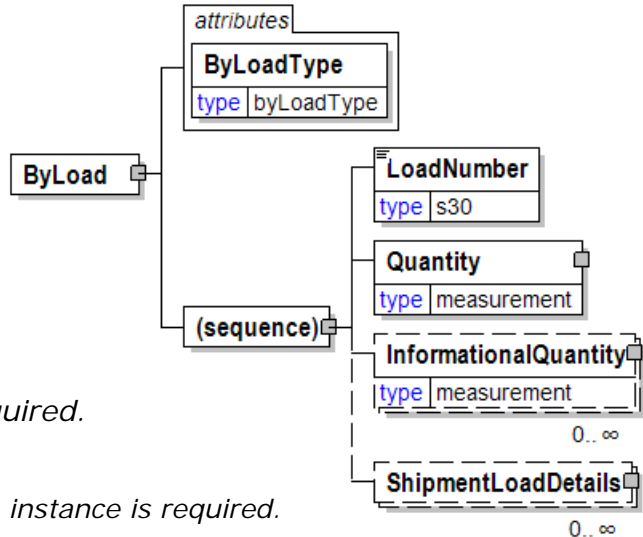 attributes
ByLoadType
type byLoadType
ByLoad
LoadNumber
type s30
Quantity
type measurement
(sequence)
InformationalQuantity
type measurement
0.. ∞
quired.
ShipmentLoadDetails
instance is required.
0.. ∞